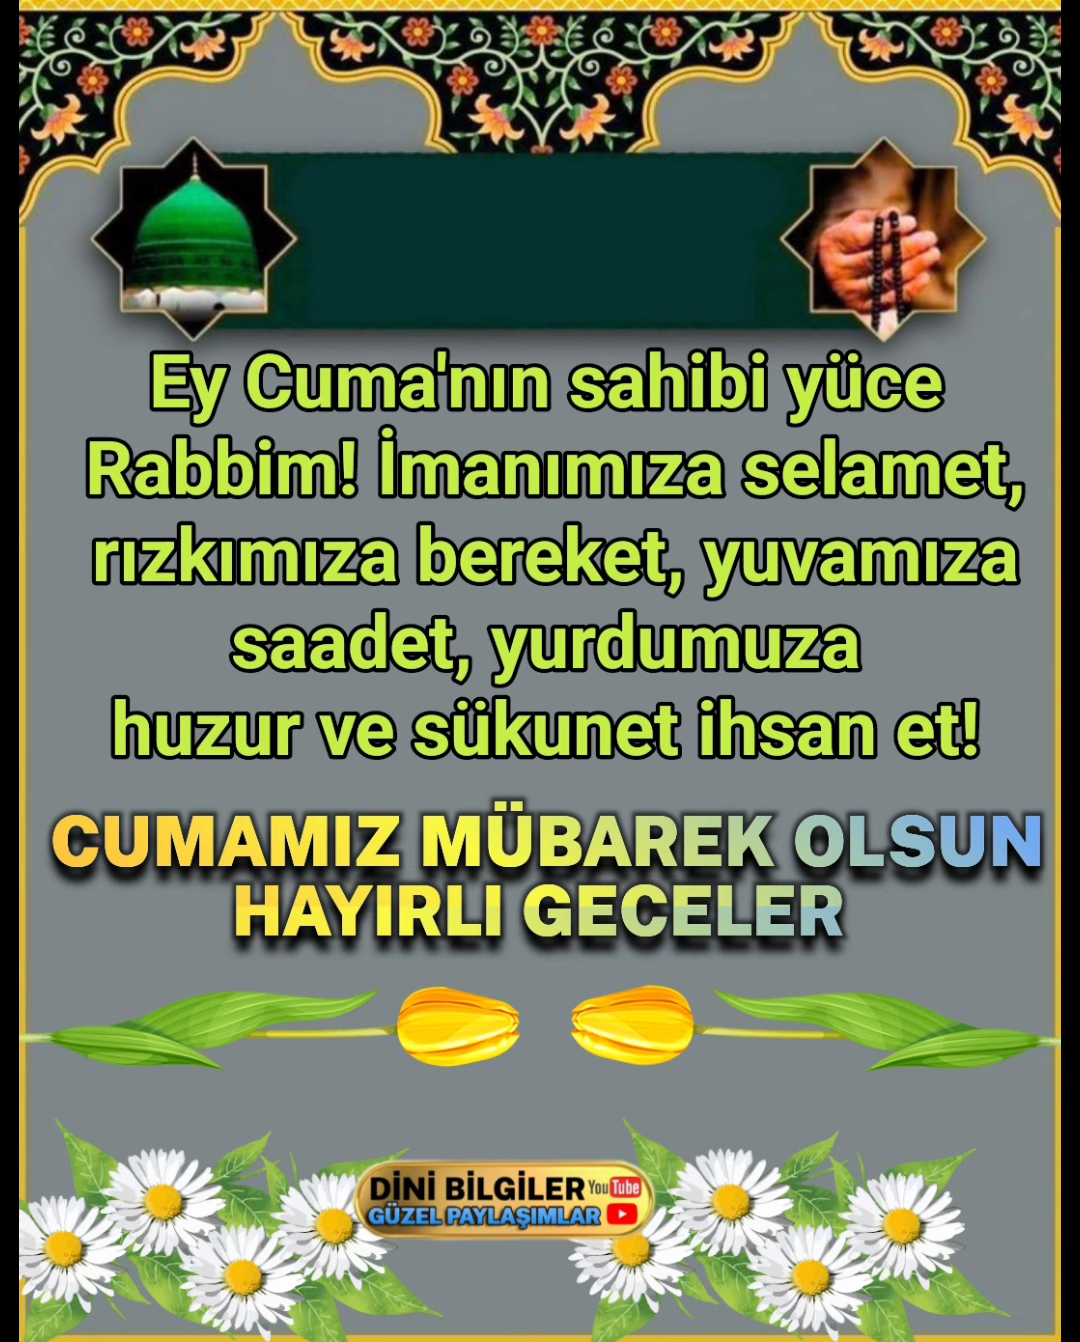 Ey Cuma'nın sahibi yüce
Rabbim! İmanımıza selamet,
rızkımıza bereket, yuvamıza
saadet, yurdumuza
huzur ve sükunet ihsan et!
CUMAMIZ MÜBAREK OLSUN
HAYIRLI GECELER
DİNİ BİLGİLER YouTube
GÜZEL PAYLAŞIMLAR